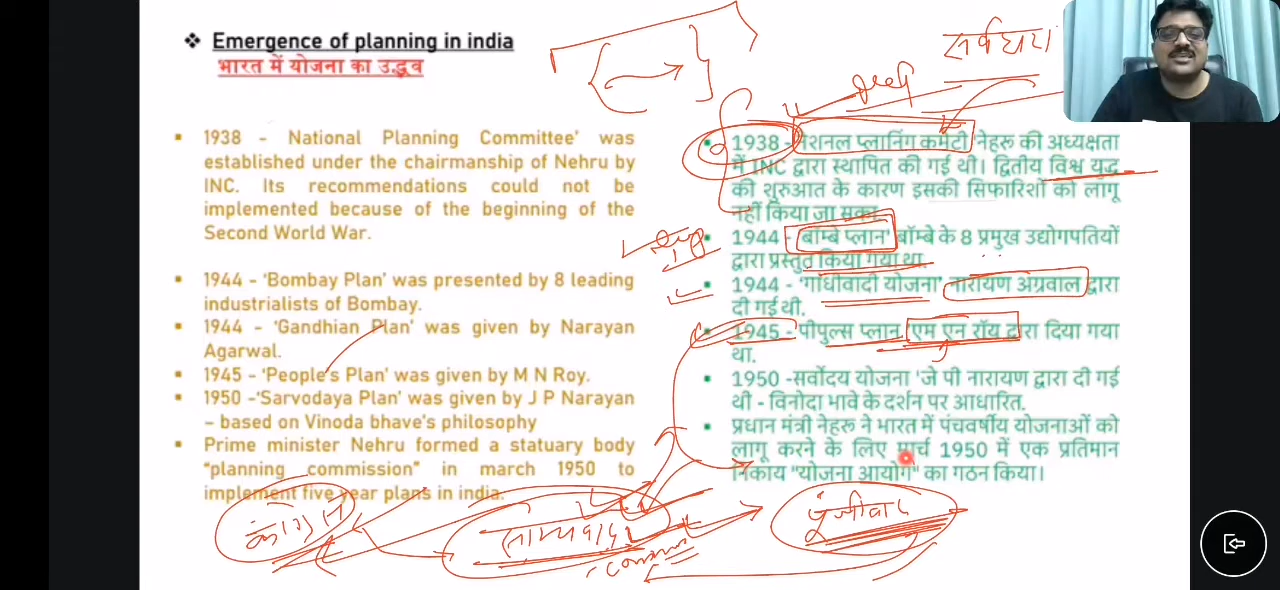 ❖ Emergence of planning in india
भारत में योजना का उद्भव
▪ 1938 - National Planning Committee’ was
established under the chairmanship of Nehru by
INC. Its recommendations could not be
implemented because of the beginning of the
Second World War.
▪ 1944 - ‘Bombay Plan’ was presented by 8 leading
industrialists of Bombay.
▪ 1944 - ‘Gandhian Plan’ was given by Narayan
Agarwal.
▪ 1945 - ‘People’s Plan’ was given by M N Roy.
▪ 1950 -‘Sarvodaya Plan’ was given by J P Narayan
– based on Vinoda bhave’s philosophy
▪ Prime minister Nehru formed a statuary body
“planning commission” in march 1950 to
implement five year plans in india.
सर्वधारा
▪ 1938 - नेशनल प्लानिंग कमेटी' नेहरू की अध्यक्षता
में INC द्वारा स्थापित की गई थी। द्वितीय विश्व युद्ध
की शुरुआत के कारण इसकी सिफारिशों को लागू
नहीं किया जा सका
▪ 1944 - बॉम्बे प्लान' बॉम्बे के 8 प्रमुख उद्योगपतियों
द्वारा प्रस्तुत किया गया था.
▪ 1944 - 'गांधीवादी योजना' नारायण अग्रवाल द्वारा
दी गई थी.
▪ 1945 - पीपुल्स प्लान, एम एन रॉय द्वारा दिया गया
था.
▪ 1950 -सर्वोदय योजना 'जे पी नारायण द्वारा दी गई
थी - विनोदा भावे के दर्शन पर आधारित.
▪ प्रधान मंत्री नेहरू ने भारत में पंचवर्षीय योजनाओं को
लागू करने के लिए मार्च 1950 में एक प्रतिमान
निकाय "योजना आयोग" का गठन किया।
कांग्रेस
साम्यवाद
पूंजीवाद